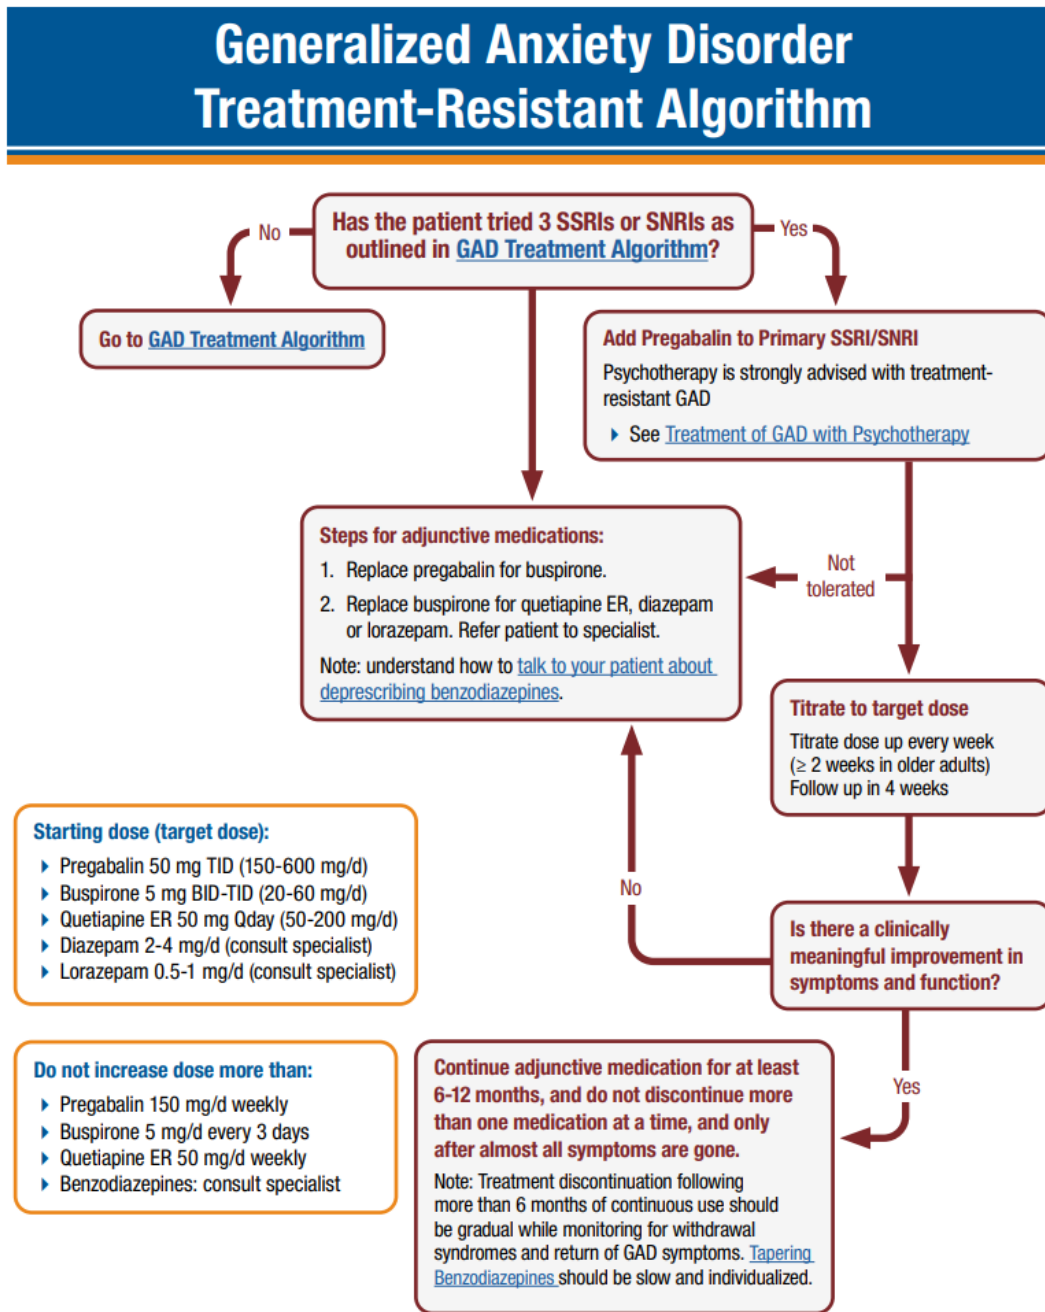 Generalized Anxiety Disorder
Treatment-Resistant Algorithm
Has the patient tried 3 SSRIs or SNRIs as
outlined in GAD Treatment Algorithm?
No
Yes
Go to GAD Treatment Algorithm
Add Pregabalin to Primary SSRI/SNRI
Psychotherapy is strongly advised with treatment-
resistant GAD
See Treatment of GAD with Psychotherapy
Steps for adjunctive medications:
1. Replace pregabalin for buspirone.
2. Replace buspirone for quetiapine ER, diazepam
or lorazepam. Refer patient to specialist.
Note: understand how to talk to your patient about
deprescribing benzodiazepines.
Not
tolerated
Titrate to target dose
Titrate dose up every week
(≥ 2 weeks in older adults)
Follow up in 4 weeks
Starting dose (target dose):
Pregabalin 50 mg TID (150-600 mg/d)
Buspirone 5 mg BID-TID (20-60 mg/d)
Quetiapine ER 50 mg Qday (50-200 mg/d)
Diazepam 2-4 mg/d (consult specialist)
Lorazepam 0.5-1 mg/d (consult specialist)
No
Is there a clinically
meaningful improvement in
symptoms and function?
Do not increase dose more than:
Pregabalin 150 mg/d weekly
Buspirone 5 mg/d every 3 days
Quetiapine ER 50 mg/d weekly
Benzodiazepines: consult specialist
Yes
Continue adjunctive medication for at least
6-12 months, and do not discontinue more
than one medication at a time, and only
after almost all symptoms are gone.
Note: Treatment discontinuation following
more than 6 months of continuous use should
be gradual while monitoring for withdrawal
syndromes and return of GAD symptoms. Tapering
Benzodiazepines should be slow and individualized.